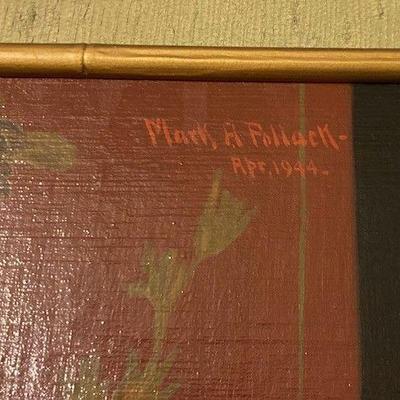 Mark A Pollack-
Apr, 1944-